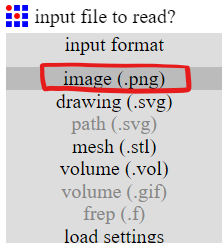 input file to read?
input format
image (.png)
drawing (.svg)
path (.svg)
mesh (.stl)
volume (.vol)
volume (.gif)
frep (.f)
load settings